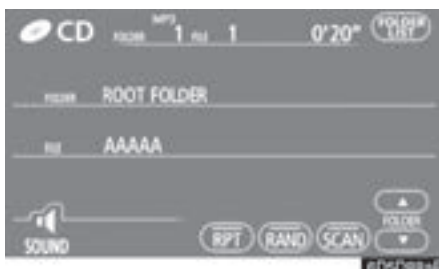 CD FOLDER MP3 1 FILE 1 0'20" FOLDER LIST
FOLDER ROOT FOLDER
FILE AAAAA
FOLDER
SOUND RPT RAND SCAN